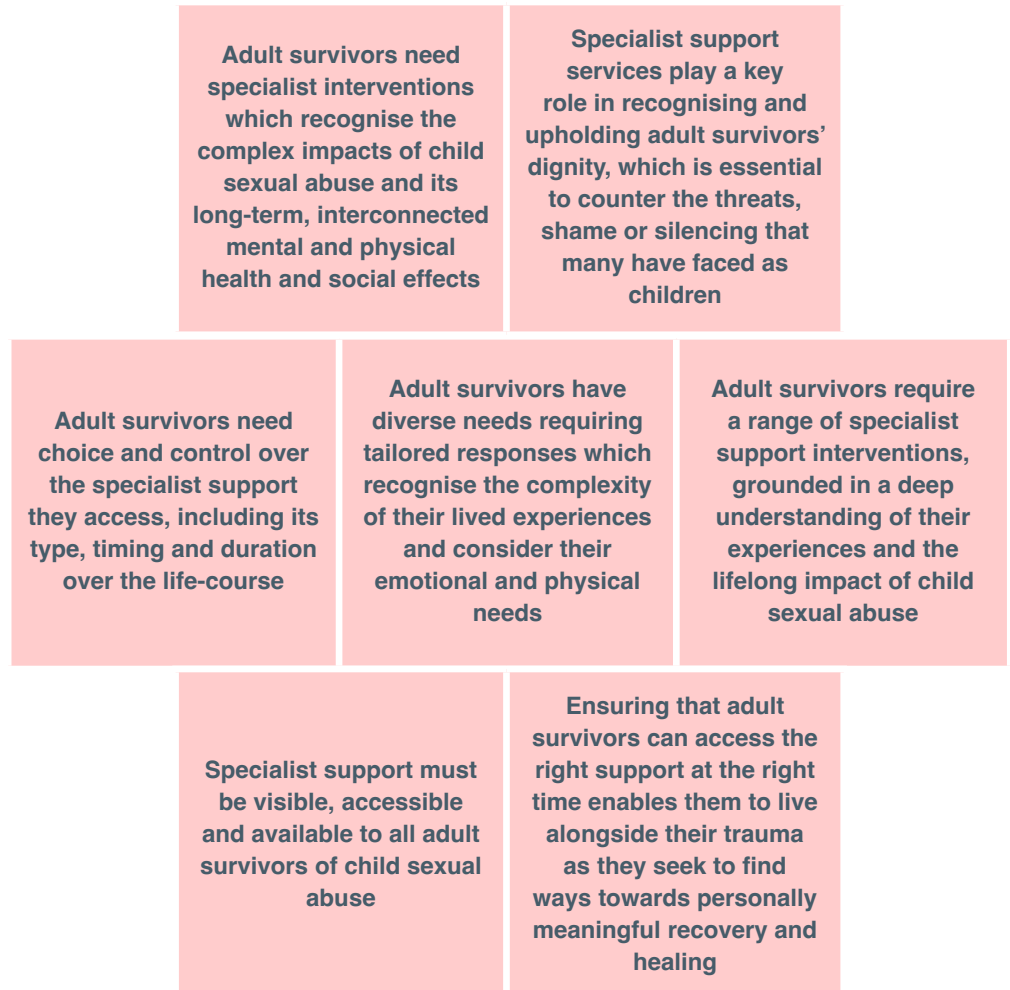 Adult survivors need
specialist interventions
which recognise the
complex impacts of child
sexual abuse and its
long-term, interconnected
mental and physical
health and social effects
Specialist support
services play a key
role in recognising and
upholding adult survivors’
dignity, which is essential
to counter the threats,
shame or silencing that
many have faced as
children
Adult survivors need
choice and control over
the specialist support
they access, including its
type, timing and duration
over the life-course
Adult survivors have
diverse needs requiring
tailored responses which
recognise the complexity
of their lived experiences
and consider their
emotional and physical
needs
Adult survivors require
a range of specialist
support interventions,
grounded in a deep
understanding of their
experiences and the
lifelong impact of child
sexual abuse
Specialist support must
be visible, accessible
and available to all adult
survivors of child sexual
abuse
Ensuring that adult
survivors can access the
right support at the right
time enables them to live
alongside their trauma
as they seek to find
ways towards personally
meaningful recovery and
healing